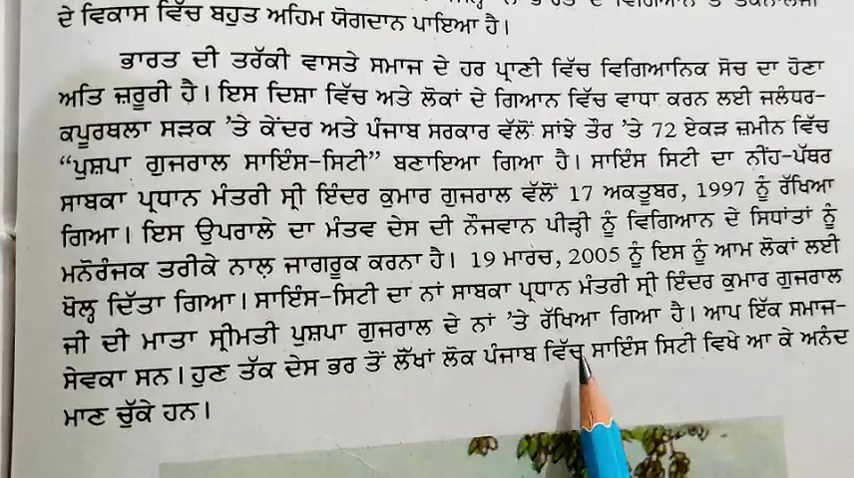 ਦੇ ਵਿਕਾਸ ਵਿੱਚ ਬਹੁਤ ਅਹਿਮ ਯੋਗਦਾਨ ਪਾਇਆ ਹੈ।
ਭਾਰਤ ਦੀ ਤਰੱਕੀ ਵਾਸਤੇ ਸਮਾਜ ਦੇ ਹਰ ਪ੍ਰਾਣੀ ਵਿੱਚ ਵਿਗਿਆਨਿਕ ਸੋਚ ਦਾ ਹੋਣਾ
ਅਤਿ ਜ਼ਰੂਰੀ ਹੈ। ਇਸ ਦਿਸ਼ਾ ਵਿੱਚ ਅਤੇ ਲੋਕਾਂ ਦੇ ਗਿਆਨ ਵਿੱਚ ਵਾਧਾ ਕਰਨ ਲਈ ਜਲੰਧਰ-
ਕਪੂਰਥਲਾ ਸੜਕ ’ਤੇ ਕੇਂਦਰ ਅਤੇ ਪੰਜਾਬ ਸਰਕਾਰ ਵੱਲੋਂ ਸਾਂਝੇ ਤੌਰ ’ਤੇ 72 ਏਕੜ ਜ਼ਮੀਨ ਵਿੱਚ
“ਪੁਸ਼ਪਾ ਗੁਜਰਾਲ ਸਾਇੰਸ-ਸਿਟੀ” ਬਣਾਇਆ ਗਿਆ ਹੈ। ਸਾਇੰਸ ਸਿਟੀ ਦਾ ਨੀਂਹ-ਪੱਥਰ
ਸਾਬਕਾ ਪ੍ਰਧਾਨ ਮੰਤਰੀ ਸ੍ਰੀ ਇੰਦਰ ਕੁਮਾਰ ਗੁਜਰਾਲ ਵੱਲੋਂ 17 ਅਕਤੂਬਰ, 1997 ਨੂੰ ਰੱਖਿਆ
ਗਿਆ। ਇਸ ਉਪਰਾਲੇ ਦਾ ਮੰਤਵ ਦੇਸ ਦੀ ਨੌਜਵਾਨ ਪੀੜ੍ਹੀ ਨੂੰ ਵਿਗਿਆਨ ਦੇ ਸਿਧਾਂਤਾਂ ਨੂੰ
ਮਨੋਰੰਜਕ ਤਰੀਕੇ ਨਾਲ਼ ਜਾਗਰੂਕ ਕਰਨਾ ਹੈ। 19 ਮਾਰਚ, 2005 ਨੂੰ ਇਸ ਨੂੰ ਆਮ ਲੋਕਾਂ ਲਈ
ਖੋਲ੍ਹ ਦਿੱਤਾ ਗਿਆ। ਸਾਇੰਸ-ਸਿਟੀ ਦਾ ਨਾਂ ਸਾਬਕਾ ਪ੍ਰਧਾਨ ਮੰਤਰੀ ਸ੍ਰੀ ਇੰਦਰ ਕੁਮਾਰ ਗੁਜਰਾਲ
ਜੀ ਦੀ ਮਾਤਾ ਸ੍ਰੀਮਤੀ ਪੁਸ਼ਪਾ ਗੁਜਰਾਲ ਦੇ ਨਾਂ ’ਤੇ ਰੱਖਿਆ ਗਿਆ ਹੈ। ਆਪ ਇੱਕ ਸਮਾਜ-
ਸੇਵਕਾ ਸਨ। ਹੁਣ ਤੱਕ ਦੇਸ ਭਰ ਤੋਂ ਲੱਖਾਂ ਲੋਕ ਪੰਜਾਬ ਵਿੱਚ ਸਾਇੰਸ ਸਿਟੀ ਵਿਖੇ ਆ ਕੇ ਅਨੰਦ
ਮਾਣ ਚੁੱਕੇ ਹਨ।